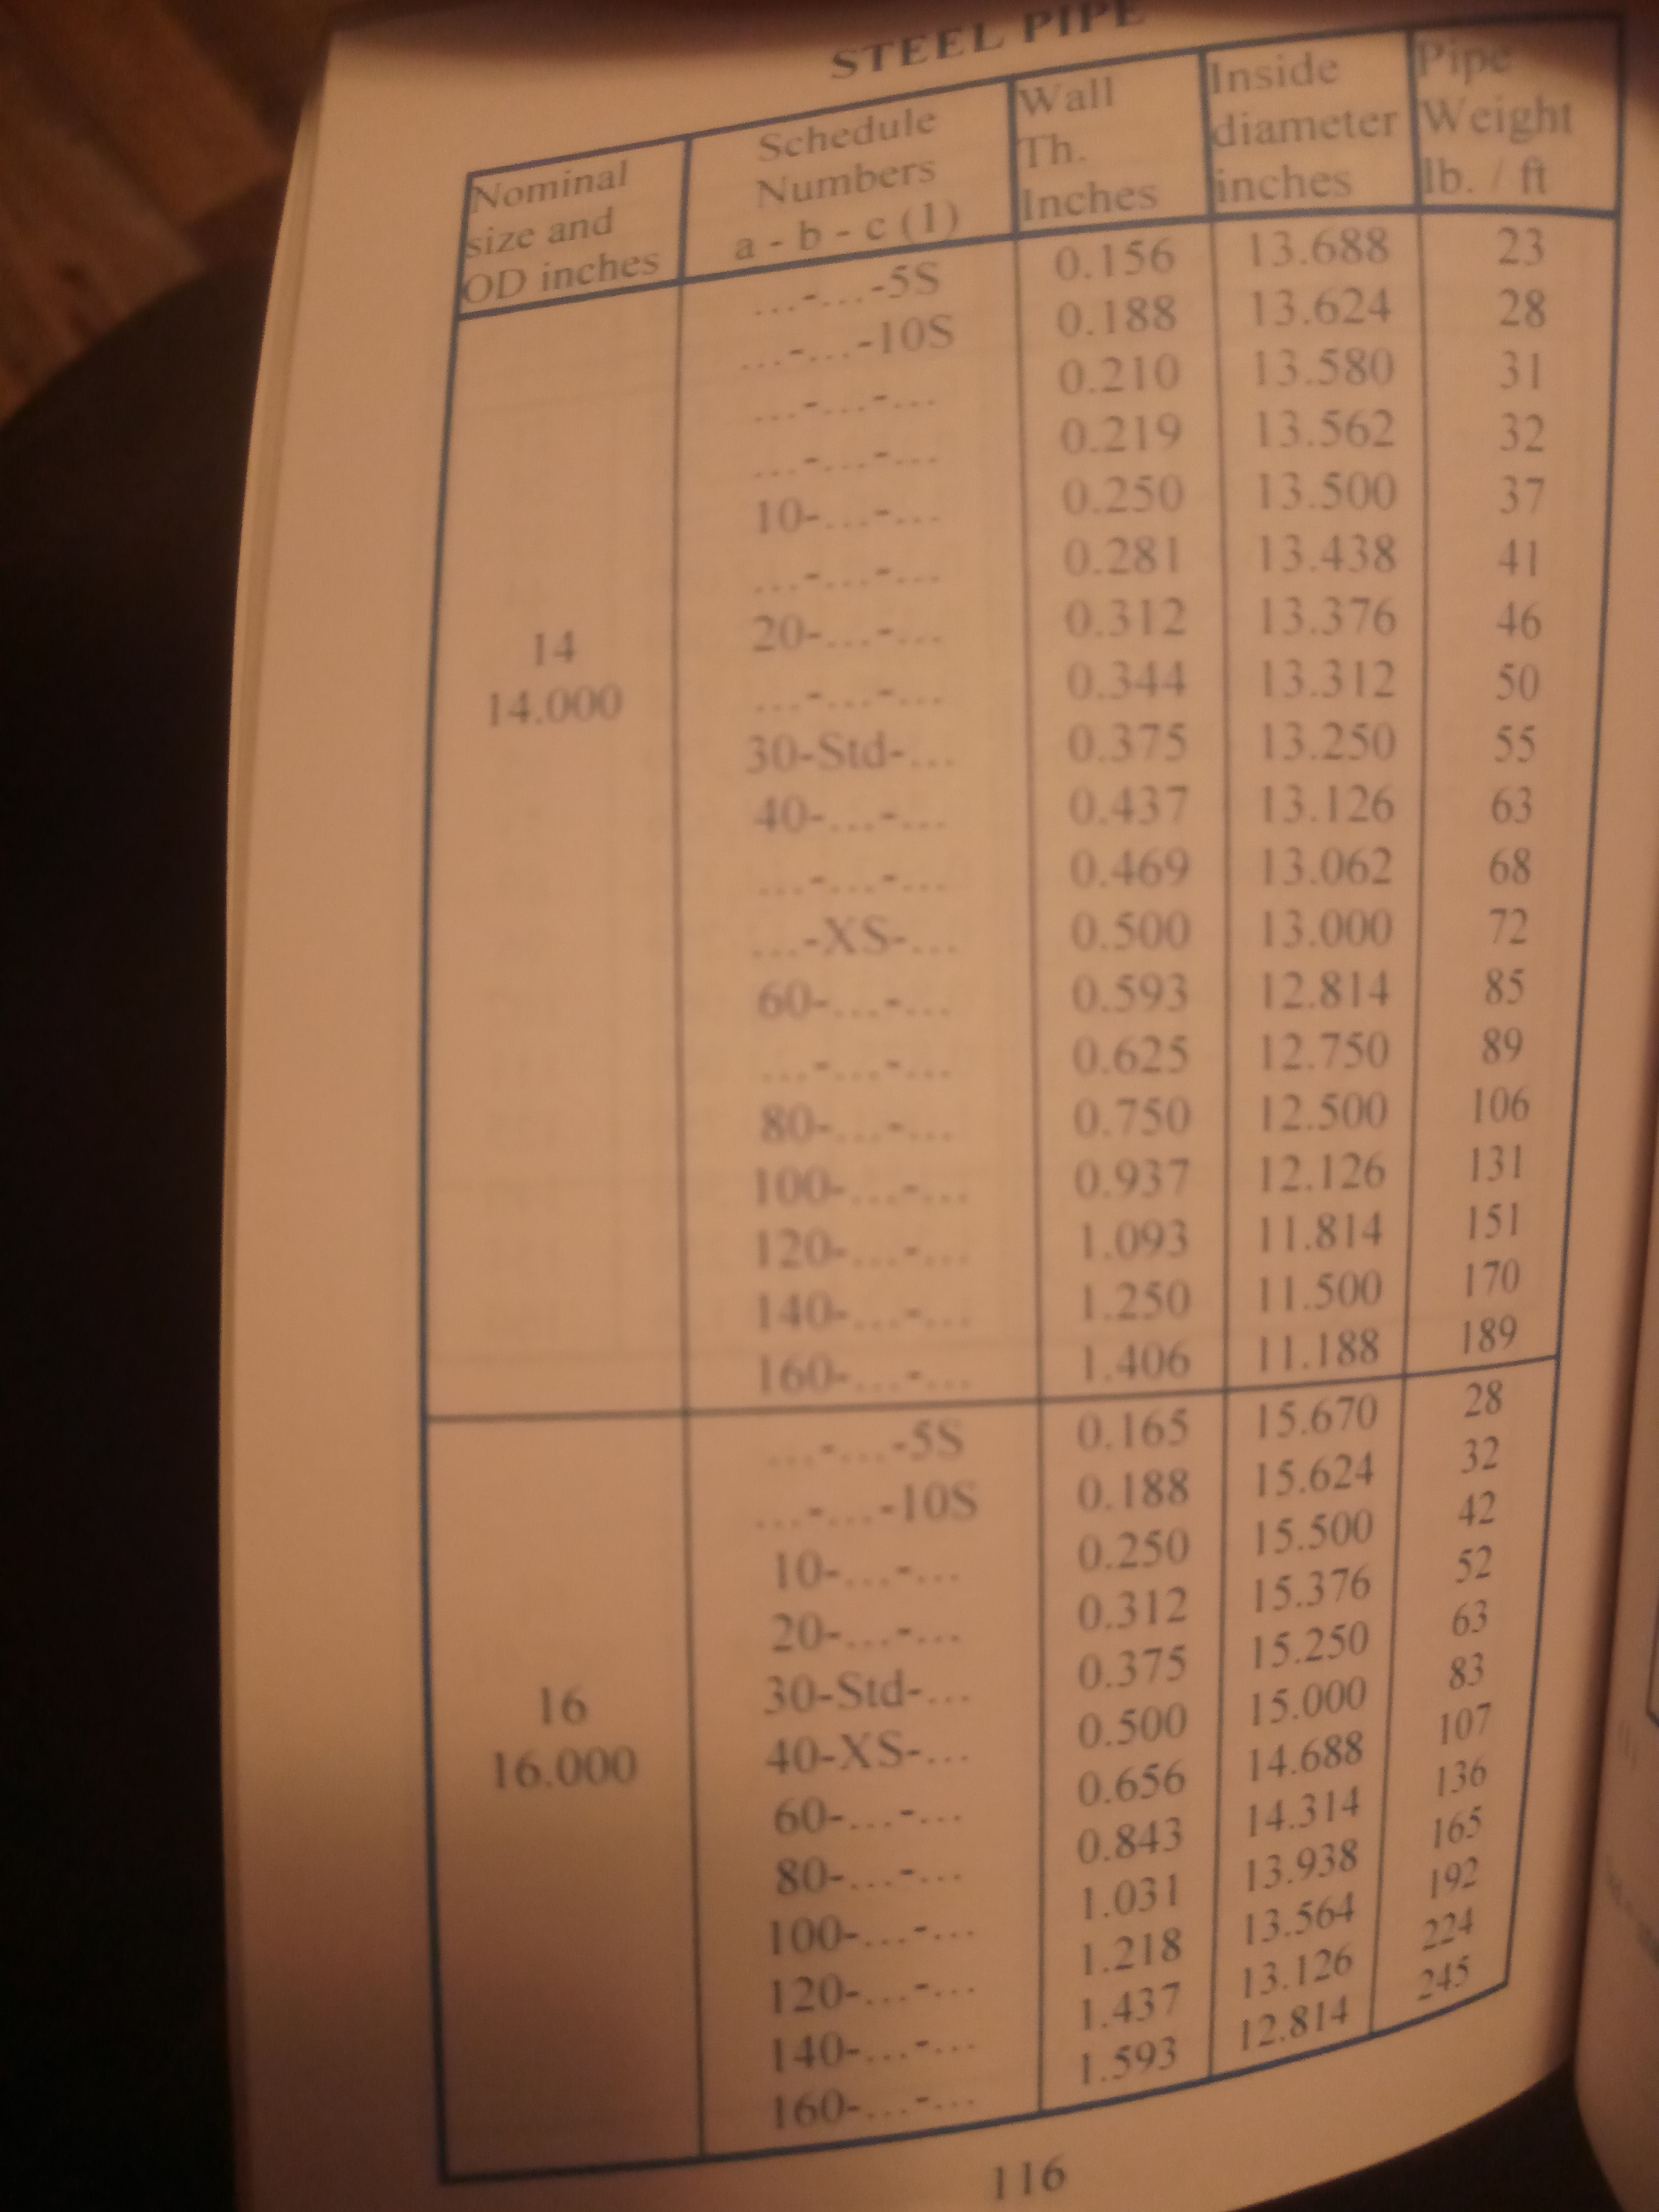 STEEL PIPE
Nominal size and OD inches | Schedule Numbers a - b - c (1) | Wall Th. Inches | Inside diameter inches | Pipe Weight lb. / ft
14 14.000
...-...-5S 0.156 13.688 23
...-...-10S 0.188 13.624 28
...-...-... 0.210 13.580 31
...-...-... 0.219 13.562 32
10-...-... 0.250 13.500 37
...-...-... 0.281 13.438 41
20-...-... 0.312 13.376 46
...-...-... 0.344 13.312 50
30-Std-... 0.375 13.250 55
40-...-... 0.437 13.126 63
...-...-... 0.469 13.062 68
...-XS-... 0.500 13.000 72
60-...-... 0.593 12.814 85
...-...-... 0.625 12.750 89
80-...-... 0.750 12.500 106
100-...-... 0.937 12.126 131
120-...-... 1.093 11.814 151
140-...-... 1.250 11.500 170
160-...-... 1.406 11.188 189
16 16.000
...-...-5S 0.165 15.670 28
...-...-10S 0.188 15.624 32
10-...-... 0.250 15.500 42
20-...-... 0.312 15.376 52
30-Std-... 0.375 15.250 63
40-XS-... 0.500 15.000 83
60-...-... 0.656 14.688 107
80-...-... 0.843 14.314 136
100-...-... 1.031 13.938 165
120-...-... 1.218 13.564 192
140-...-... 1.437 13.126 224
160-...-... 1.593 12.814 245
116